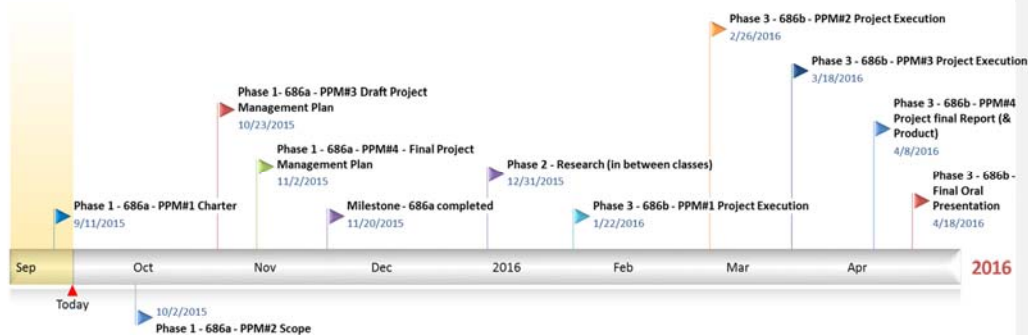 Phase 3 - 686b - PPM#2 Project Execution
2/26/2016
Phase 3 - 686b - PPM#3 Project Execution
3/18/2016
Phase 1- 686a - PPM#3 Draft Project
Management Plan
10/23/2015
Phase 3 - 686b - PPM#4
Project final Report (&
Product)
4/8/2016
Phase 1 - 686a - PPM#4 - Final Project
Management Plan
11/2/2015
Phase 2 - Research (in between classes)
12/31/2015
Phase 3 - 686b -
Final Oral
Presentation
4/18/2016
Phase 1 - 686a - PPM#1 Charter
9/11/2015
Milestone - 686a completed
11/20/2015
Phase 3 - 686b - PPM#1 Project Execution
1/22/2016
Sep Oct Nov Dec 2016 Feb Mar Apr 2016
Today
10/2/2015
Phase 1 - 686a - PPM#2 Scope